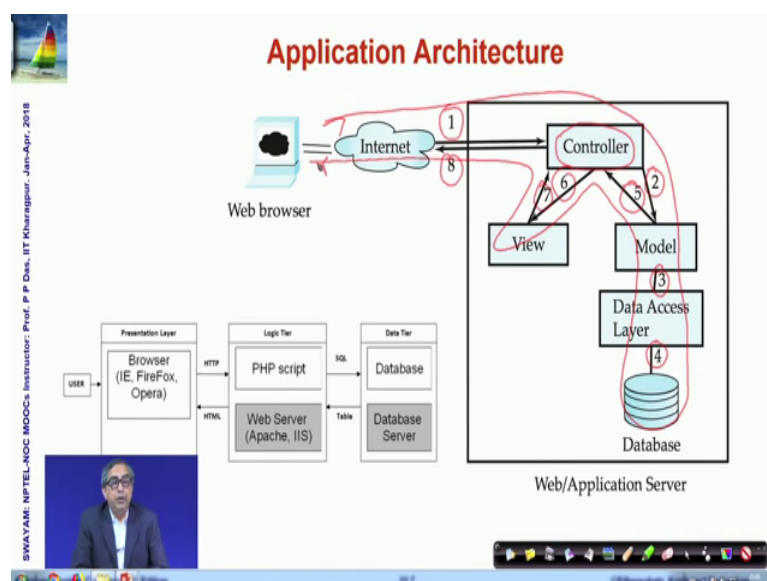 Application Architecture
SWAYAM: NPTEL-NOC MOOCs Instructor: Prof. P P Das, IIT Kharagpur. Jan-Apr, 2018
Web browser
Internet
1
8
Controller
7
6
5
2
View
Model
3
Data Access
Layer
4
Database
Web/Application Server
USER
Presentation Layer
Browser
(IE, FireFox,
Opera)
HTTP
HTML
Logic Tier
PHP script
Web Server
(Apache, IIS)
SQL
Table
Data Tier
Database
Database
Server